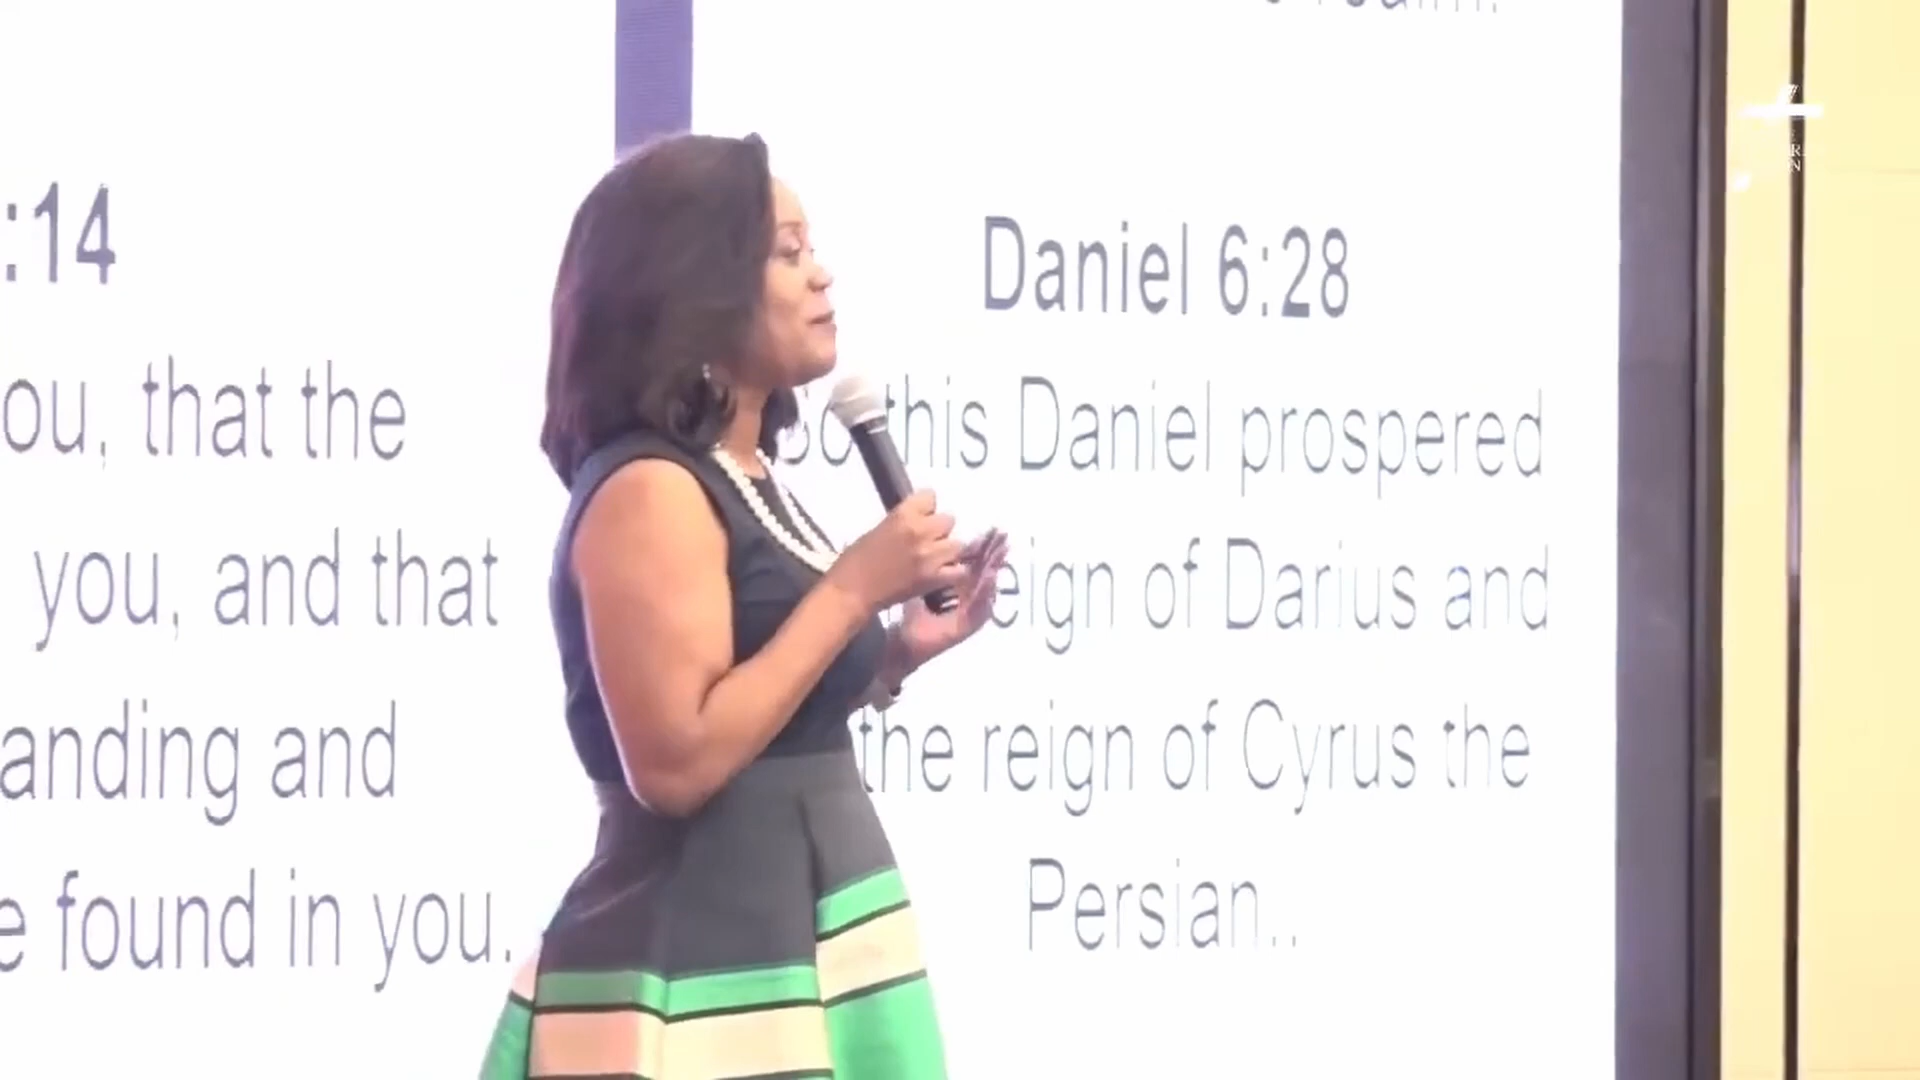 :14
ou, that the
you, and that
anding and
e found in you.
Daniel 6:28
this Daniel prospered
eign of Darius and
the reign of Cyrus the
Persian..